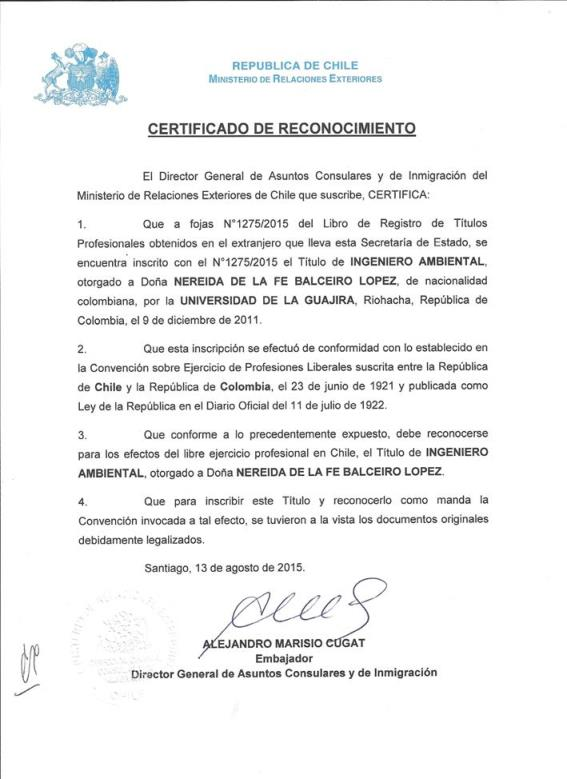 REPUBLICA DE CHILE
MINISTERIO DE RELACIONES EXTERIORES
CERTIFICADO DE RECONOCIMIENTO
El Director General de Asuntos Consulares y de Inmigración del
Ministerio de Relaciones Exteriores de Chile que suscribe, CERTIFICA:
1. Que a fojas N°1275/2015 del Libro de Registro de Títulos
Profesionales obtenidos en el extranjero que lleva esta Secretaría de Estado, se
encuentra inscrito con el N°1275/2015 el Título de INGENIERO AMBIENTAL,
otorgado a Doña NEREIDA DE LA FE BALCEIRO LOPEZ, de nacionalidad
colombiana, por la UNIVERSIDAD DE LA GUAJIRA, Riohacha, República de
Colombia, el 9 de diciembre de 2011.
2. Que esta inscripción se efectuó de conformidad con lo establecido en
la Convención sobre Ejercicio de Profesiones Liberales suscrita entre la República
de Chile y la República de Colombia, el 23 de junio de 1921 y publicada como
Ley de la República en el Diario Oficial del 11 de julio de 1922.
3. Que conforme a lo precedentemente expuesto, debe reconocerse
para los efectos del libre ejercicio profesional en Chile, el Título de INGENIERO
AMBIENTAL, otorgado a Doña NEREIDA DE LA FE BALCEIRO LOPEZ.
4. Que para inscribir este Título y reconocerlo como manda la
Convención invocada a tal efecto, se tuvieron a la vista los documentos originales
debidamente legalizados.
Santiago, 13 de agosto de 2015.
ALEJANDRO MARISIO CUGAT
Embajador
Director General de Asuntos Consulares y de Inmigración
CHILE